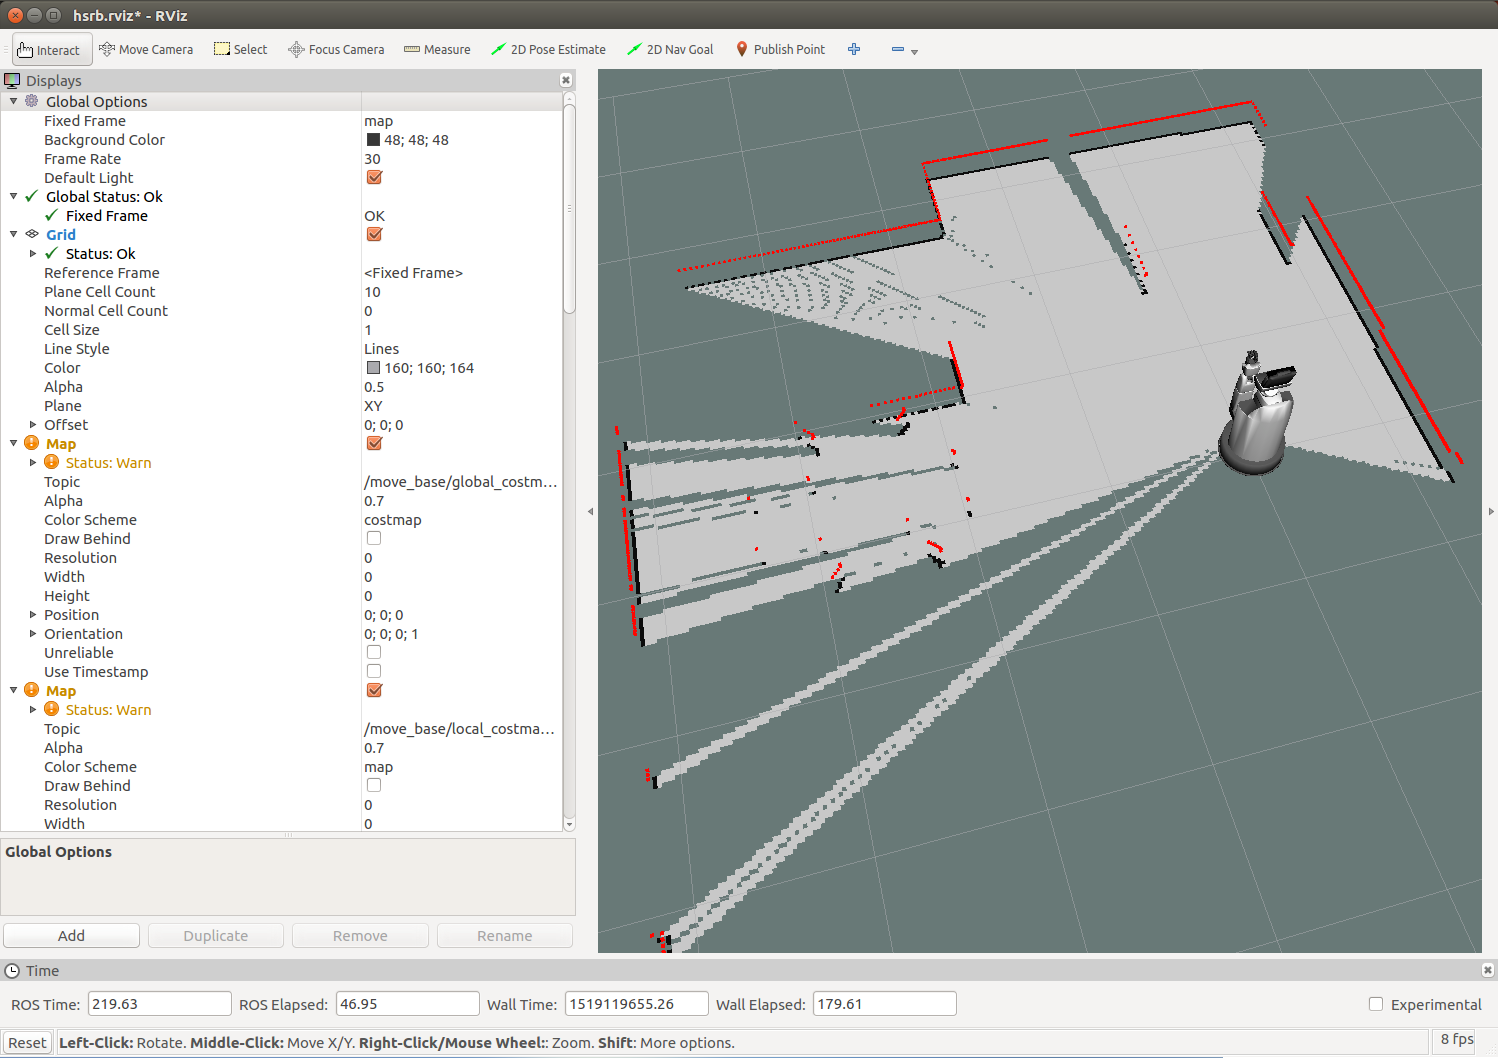 hsrb.rviz* - RViz
Interact Move Camera Select Focus Camera Measure 2D Pose Estimate 2D Nav Goal Publish Point
Displays
Global Options
Fixed Frame map
Background Color 48; 48; 48
Frame Rate 30
Default Light
Global Status: Ok
Fixed Frame OK
Grid
Status: Ok
Reference Frame <Fixed Frame>
Plane Cell Count 10
Normal Cell Count 0
Cell Size 1
Line Style Lines
Color 160; 160; 164
Alpha 0.5
Plane XY
Offset 0; 0; 0
Map
Status: Warn
Topic /move_base/global_costm...
Alpha 0.7
Color Scheme costmap
Draw Behind
Resolution 0
Width 0
Height 0
Position 0; 0; 0
Orientation 0; 0; 0; 1
Unreliable
Use Timestamp
Map
Status: Warn
Topic /move_base/local_costma...
Alpha 0.7
Color Scheme map
Draw Behind
Resolution 0
Width 0
Global Options
Add Duplicate Remove Rename
Time
ROS Time: 219.63 ROS Elapsed: 46.95 Wall Time: 1519119655.26 Wall Elapsed: 179.61 Experimental
Reset Left-Click: Rotate. Middle-Click: Move X/Y. Right-Click/Mouse Wheel:: Zoom. Shift: More options. 8 fps